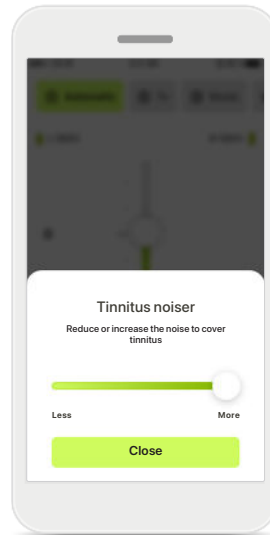 Tinnitus noiser
Reduce or increase the noise to cover
tinnitus
Less
More
Close